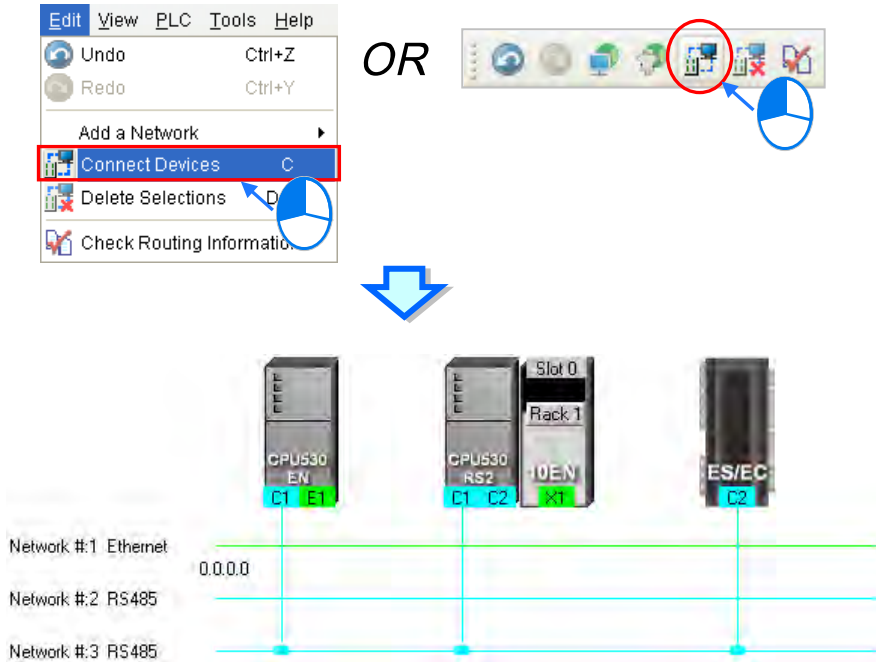 Edit View PLC Tools Help
Undo Ctrl+Z
Redo Ctrl+Y
Add a Network
Connect Devices C
Delete Selections D
Check Routing Information
OR
Slot 0
Rack 1
CPU530
EN
C1 E1
CPU530
RS2
C1 C2
10EN
X1
ES/EC
C2
Network #:1 Ethernet
0.0.0.0
Network #:2 RS485
Network #:3 RS485